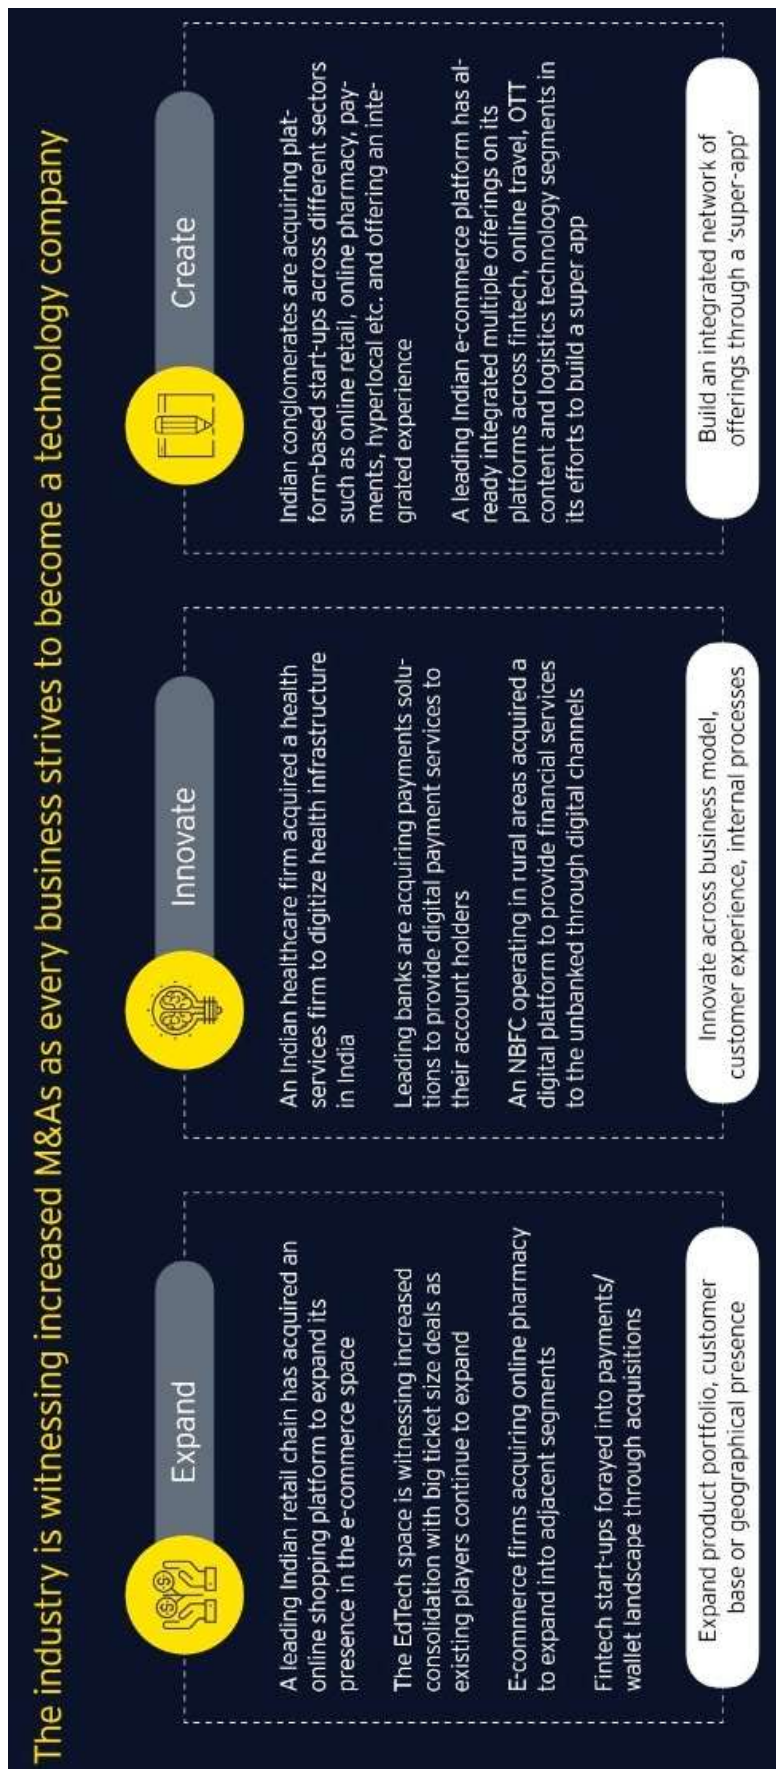 The industry is witnessing increased M&As as every business strives to become a technology company
Expand
A leading Indian retail chain has acquired an
online shopping platform to expand its
presence in the e-commerce space
The EdTech space is witnessing increased
consolidation with big ticket size deals as
existing players continue to expand
E-commerce firms acquiring online pharmacy
to expand into adjacent segments
Fintech start-ups forayed into payments/
wallet landscape through acquisitions
Expand product portfolio, customer
base or geographical presence
Innovate
An Indian healthcare firm acquired a health
services firm to digitize health infrastructure
in India
Leading banks are acquiring payments solu-
tions to provide digital payment services to
their account holders
An NBFC operating in rural areas acquired a
digital platform to provide financial services
to the unbanked through digital channels
Innovate across business model,
customer experience, internal processes
Create
Indian conglomerates are acquiring plat-
form-based start-ups across different sectors
such as online retail, online pharmacy, pay-
ments, hyperlocal etc. and offering an inte-
grated experience
A leading Indian e-commerce platform has al-
ready integrated multiple offerings on its
platforms across fintech, online travel, OTT
content and logistics technology segments in
its efforts to build a super app
Build an integrated network of
offerings through a ‘super-app’